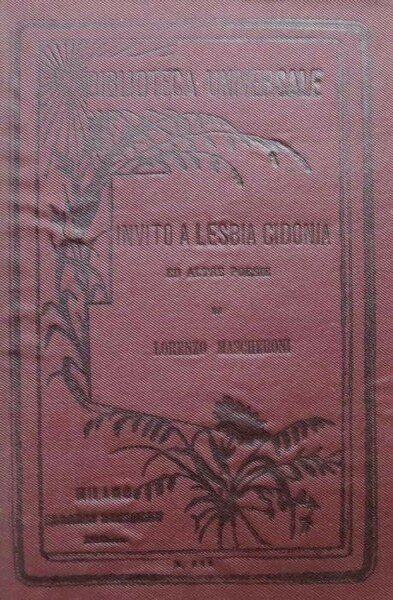 BIBLIOTECA UNIVERSALE
INVITO A LESBIA CIDONIA
ED ALTRE POESIE
DI
LORENZO MASCHERONI
MILANO
N.